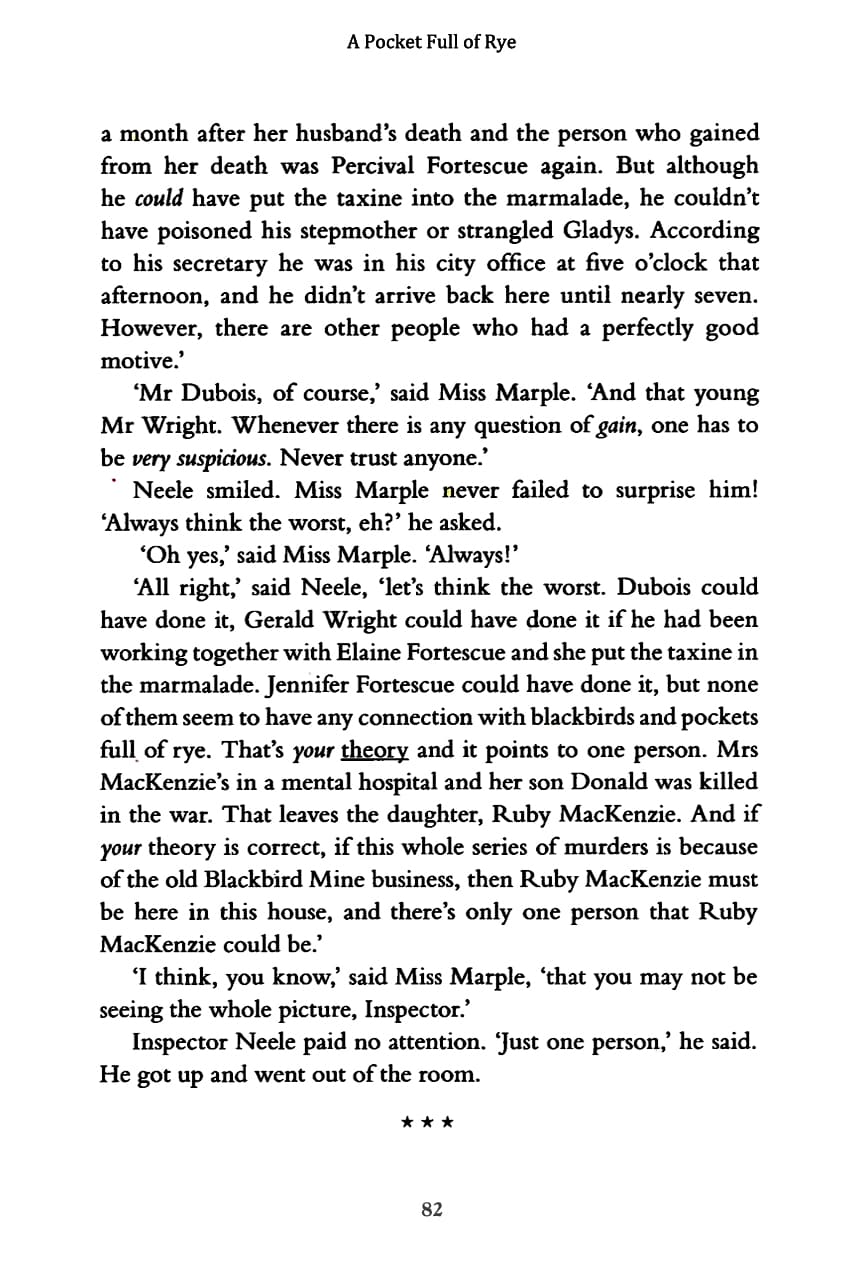 A Pocket Full of Rye
a month after her husband’s death and the person who gained
from her death was Percival Fortescue again. But although
he could have put the taxine into the marmalade, he couldn’t
have poisoned his stepmother or strangled Gladys. According
to his secretary he was in his city office at five o’clock that
afternoon, and he didn’t arrive back here until nearly seven.
However, there are other people who had a perfectly good
motive.’
‘Mr Dubois, of course,’ said Miss Marple. ‘And that young
Mr Wright. Whenever there is any question of gain, one has to
be very suspicious. Never trust anyone.’
Neele smiled. Miss Marple never failed to surprise him!
‘Always think the worst, eh?’ he asked.
‘Oh yes,’ said Miss Marple. ‘Always!’
‘All right,’ said Neele, ‘let’s think the worst. Dubois could
have done it, Gerald Wright could have done it if he had been
working together with Elaine Fortescue and she put the taxine in
the marmalade. Jennifer Fortescue could have done it, but none
of them seem to have any connection with blackbirds and pockets
full of rye. That’s your theory and it points to one person. Mrs
MacKenzie’s in a mental hospital and her son Donald was killed
in the war. That leaves the daughter, Ruby MacKenzie. And if
your theory is correct, if this whole series of murders is because
of the old Blackbird Mine business, then Ruby MacKenzie must
be here in this house, and there’s only one person that Ruby
MacKenzie could be.’
‘I think, you know,’ said Miss Marple, ‘that you may not be
seeing the whole picture, Inspector.’
Inspector Neele paid no attention. ‘Just one person,’ he said.
He got up and went out of the room.
★ ★ ★
82